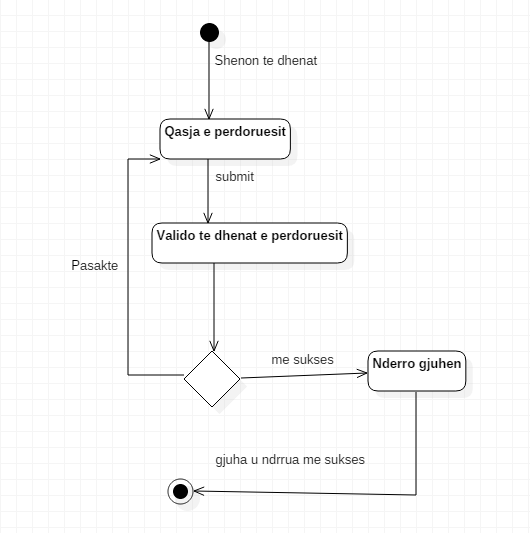 Shenon te dhenat
Qasja e perdoruesit
submit
Valido te dhenat e perdoruesit
Pasakte
me sukses
Nderro gjuhen
gjuha u ndrrua me sukses